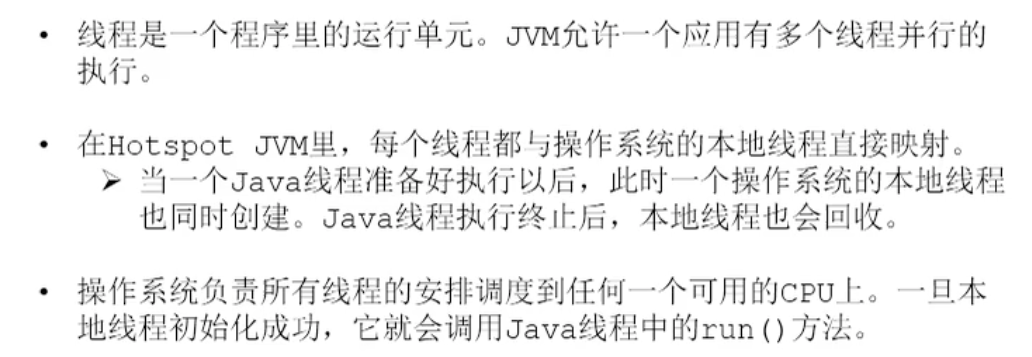 • 线程是一个程序里的运行单元。JVM允许一个应用有多个线程并行的
执行。
• 在Hotspot JVM里，每个线程都与操作系统的本地线程直接映射。
➢ 当一个Java线程准备好执行以后，此时一个操作系统的本地线程
也同时创建。Java线程执行终止后，本地线程也会回收。
• 操作系统负责所有线程的安排调度到任何一个可用的CPU上。一旦本
地线程初始化成功，它就会调用Java线程中的run()方法。